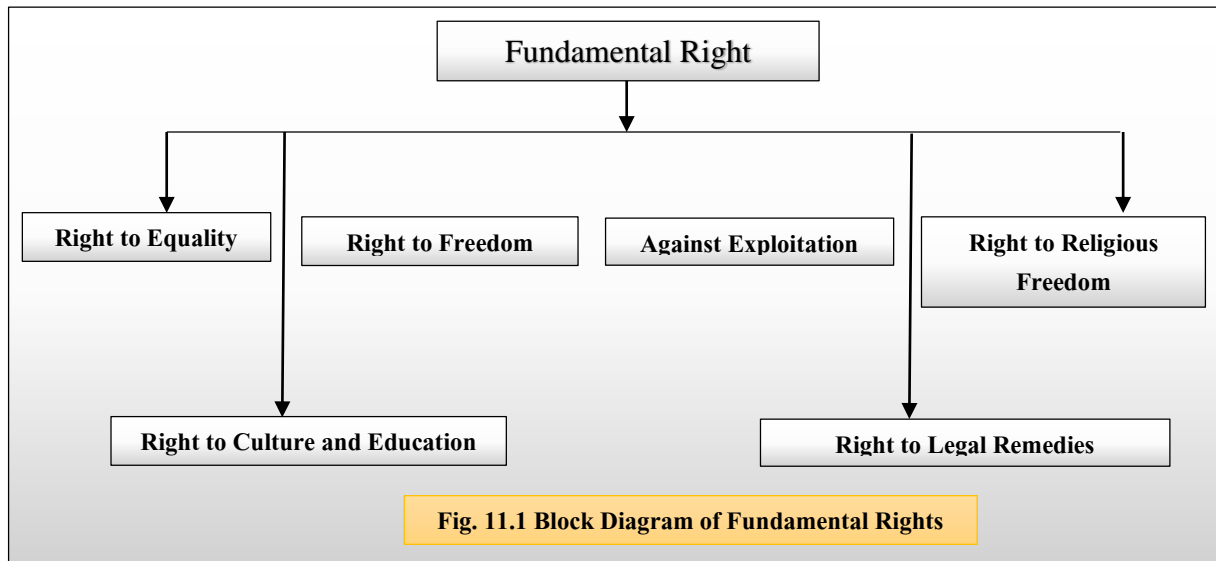 Fundamental Right
Right to Equality
Right to Freedom
Against Exploitation
Right to Religious
Freedom
Right to Culture and Education
Right to Legal Remedies
Fig. 11.1 Block Diagram of Fundamental Rights